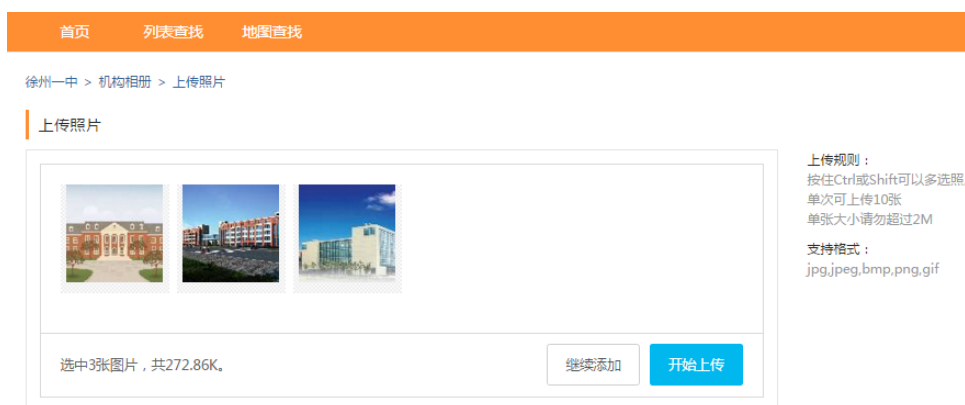 首页 列表查找 地图查找
徐州一中 > 机构相册 > 上传照片
上传照片
上传规则：
按住Ctrl或Shift可以多选照
单次可上传10张
单张大小请勿超过2M
支持格式：
jpg,jpeg,bmp,png,gif
选中3张图片，共272.86K。
继续添加 开始上传